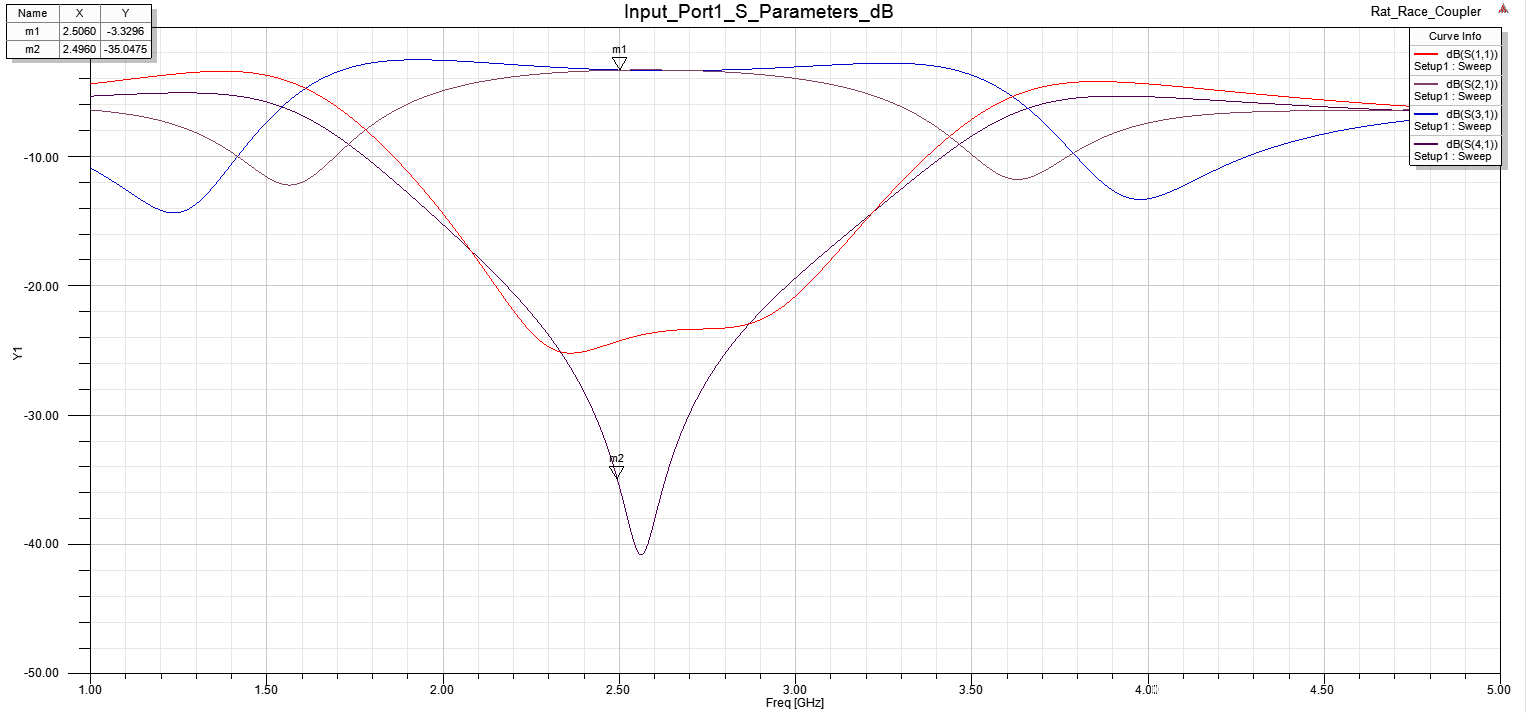 Input_Port1_S_Parameters_dB
Rat_Race_Coupler
Name X Y
m1 2.5060 -3.3296
m2 2.4960 -35.0475
Curve Info
dB(S(1,1))
Setup1 : Sweep
dB(S(2,1))
Setup1 : Sweep
dB(S(3,1))
Setup1 : Sweep
dB(S(4,1))
Setup1 : Sweep
m1
m2
Y1
-10.00
-20.00
-30.00
-40.00
-50.00
1.00 1.50 2.00 2.50 3.00 3.50 4.00 4.50 5.00
Freq [GHz]